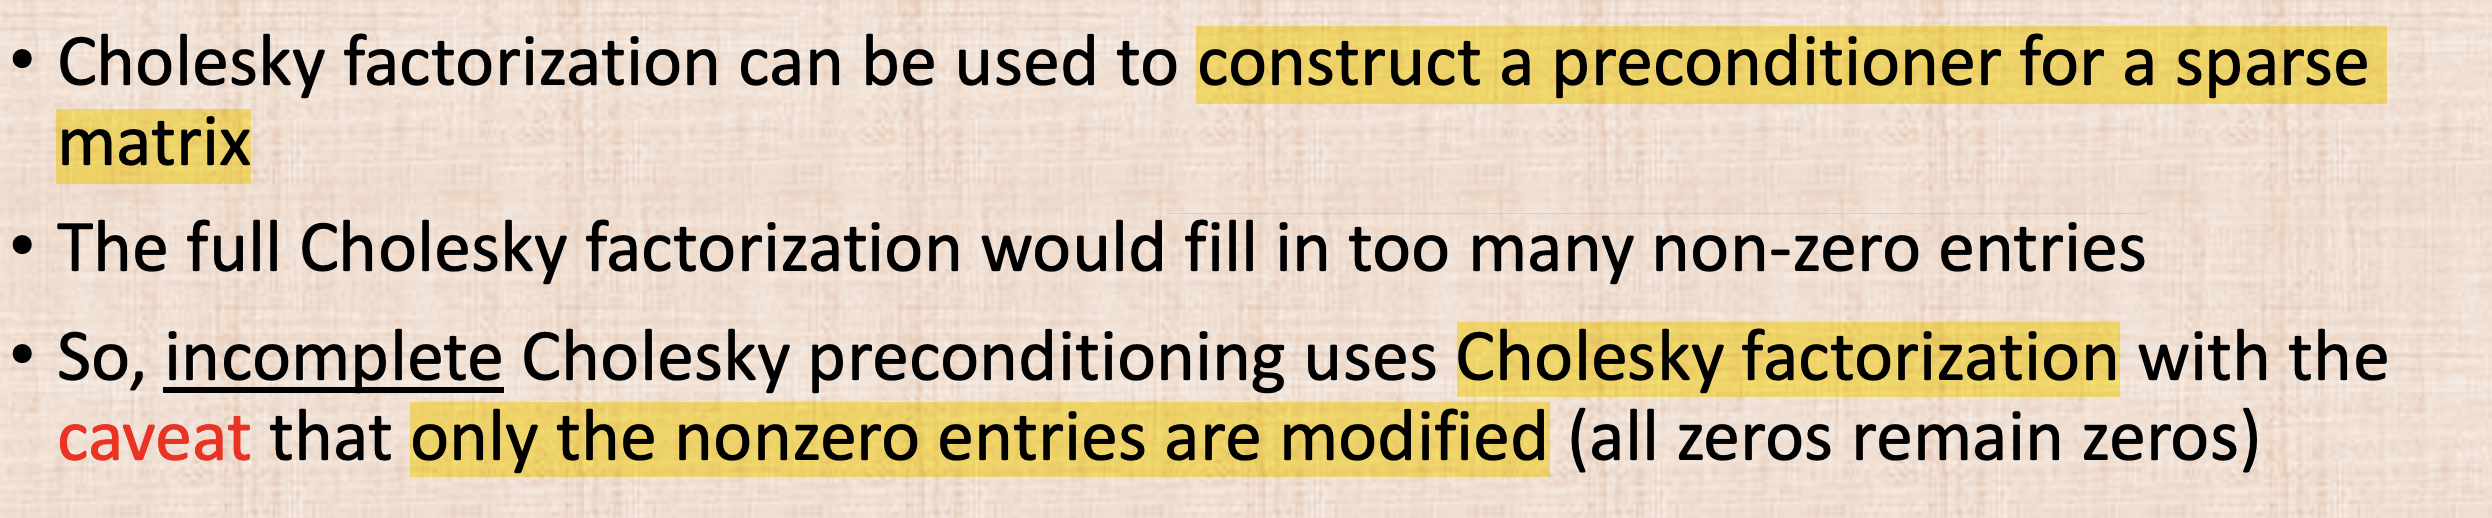 • Cholesky factorization can be used to construct a preconditioner for a sparse
matrix
• The full Cholesky factorization would fill in too many non-zero entries
• So, incomplete Cholesky preconditioning uses Cholesky factorization with the
caveat that only the nonzero entries are modified (all zeros remain zeros)